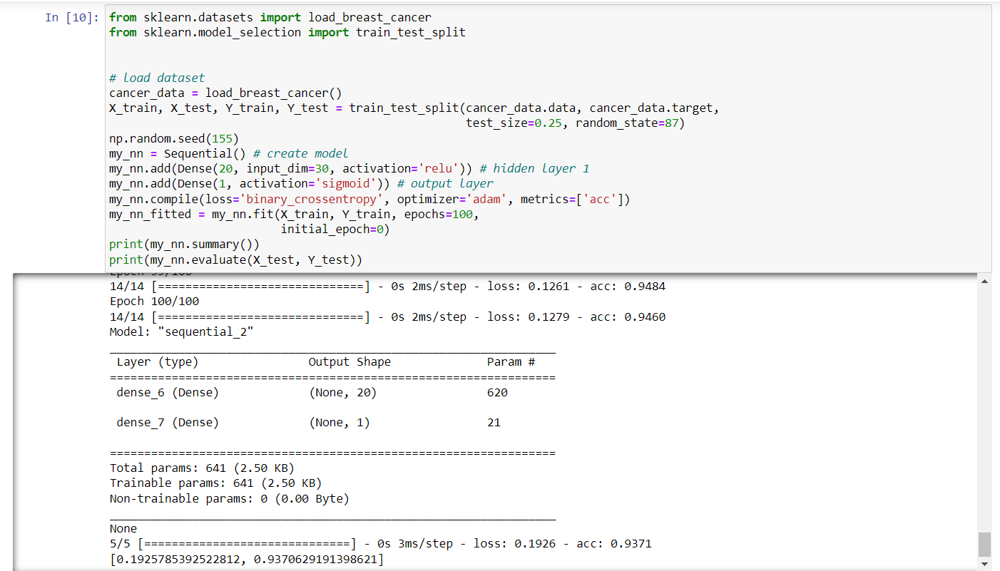 In [10]: from sklearn.datasets import load_breast_cancer
from sklearn.model_selection import train_test_split
# load dataset
cancer_data = load_breast_cancer()
X_train, X_test, Y_train, Y_test = train_test_split(cancer_data.data, cancer_data.target,
test_size=0.25, random_state=87)
np.random.seed(155)
my_nn = Sequential() # create model
my_nn.add(Dense(20, input_dim=30, activation='relu')) # hidden layer 1
my_nn.add(Dense(1, activation='sigmoid')) # output layer
my_nn.compile(loss='binary_crossentropy', optimizer='adam', metrics=['acc'])
my_nn_fitted = my_nn.fit(X_train, Y_train, epochs=100,
initial_epoch=0)
print(my_nn.summary())
print(my_nn.evaluate(X_test, Y_test))
Epoch 99/100
14/14 [==============================] - 0s 2ms/step - loss: 0.1261 - acc: 0.9484
Epoch 100/100
14/14 [==============================] - 0s 2ms/step - loss: 0.1279 - acc: 0.9460
Model: "sequential_2"
_________________________________________________________________
Layer (type) Output Shape Param #
=================================================================
dense_6 (Dense) (None, 20) 620
dense_7 (Dense) (None, 1) 21
=================================================================
Total params: 641 (2.50 KB)
Trainable params: 641 (2.50 KB)
Non-trainable params: 0 (0.00 Byte)
_________________________________________________________________
None
5/5 [==============================] - 0s 3ms/step - loss: 0.1926 - acc: 0.9371
[0.1925785392522812, 0.9370629191398621]